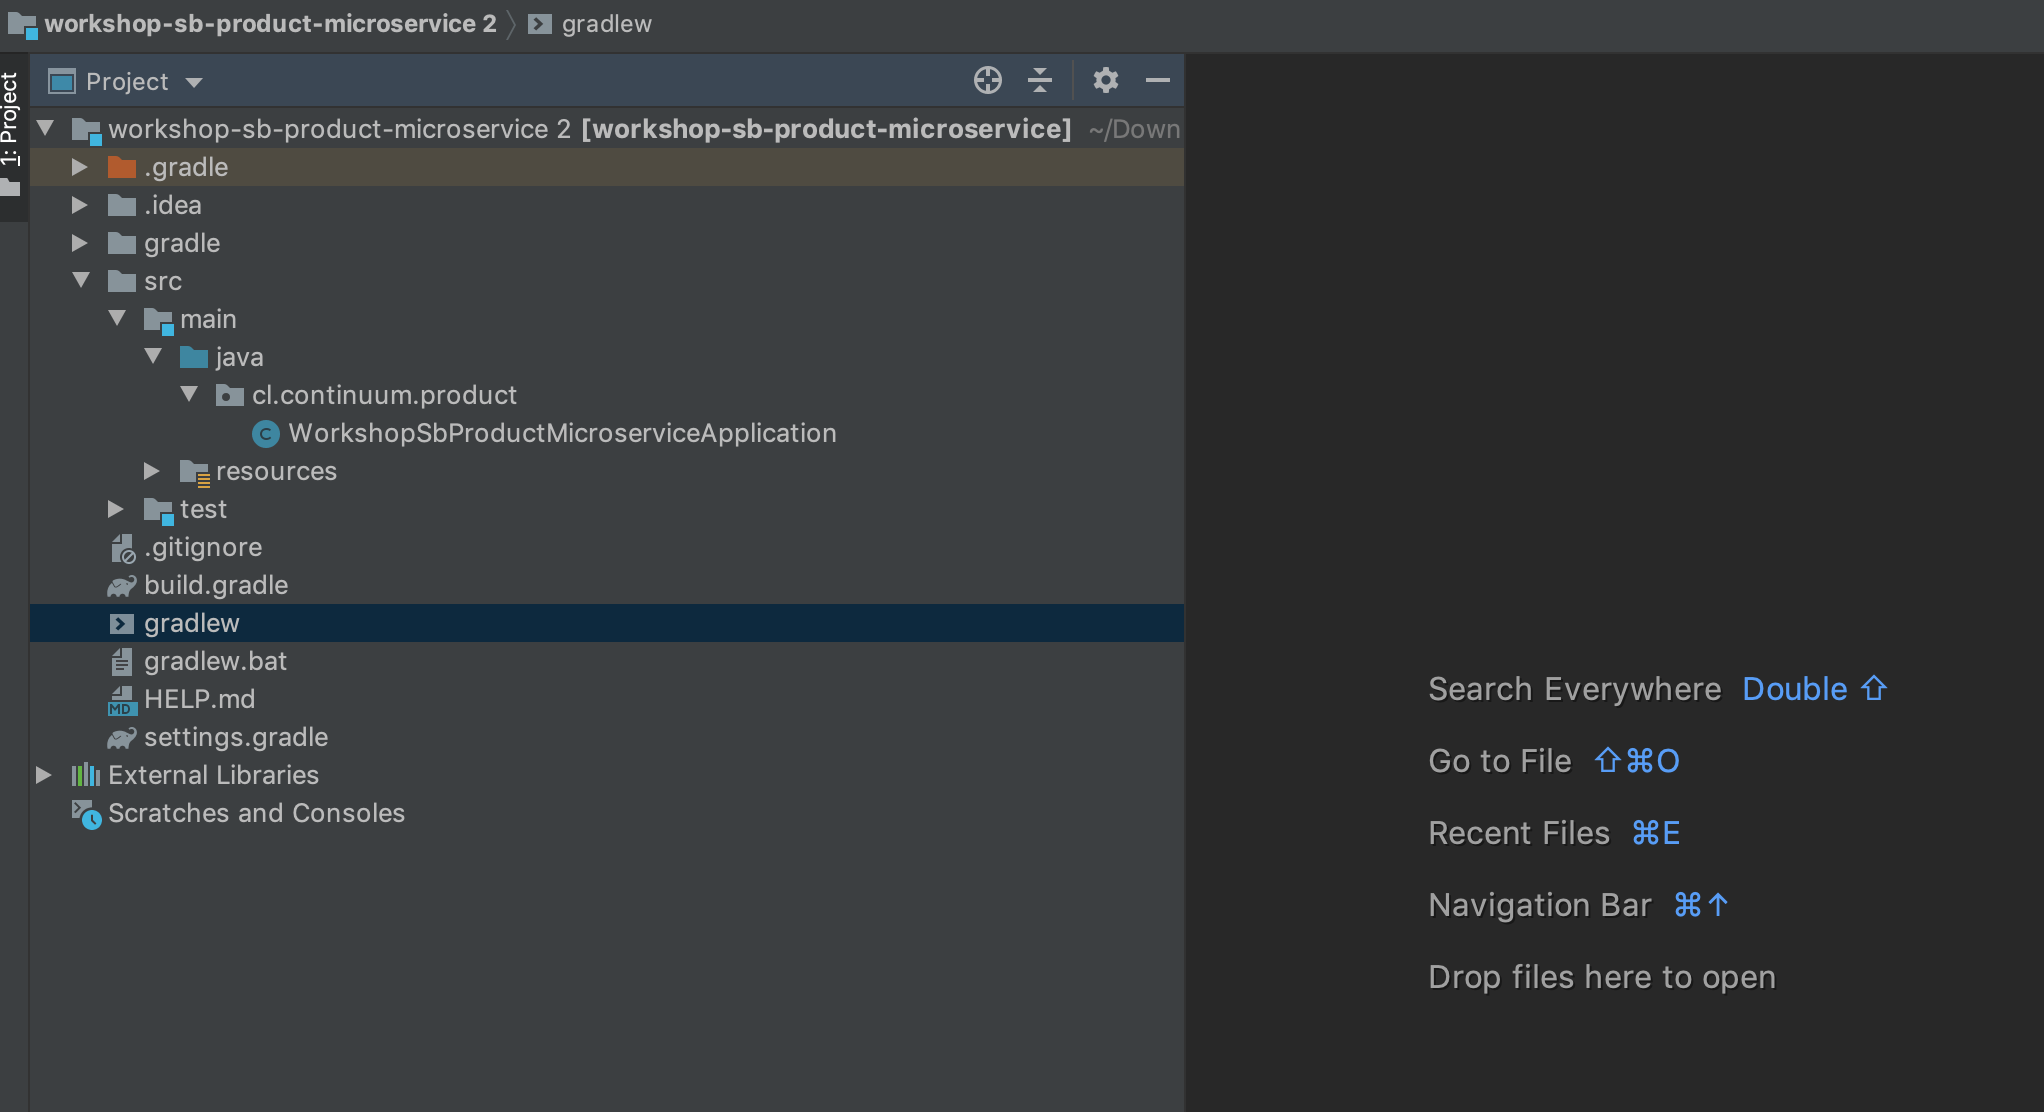 workshop-sb-product-microservice 2 gradlew
1: Project
Project
workshop-sb-product-microservice 2 [workshop-sb-product-microservice] ~/Down
.gradle
.idea
gradle
src
main
java
cl.continuum.product
C WorkshopSbProductMicroserviceApplication
resources
test
.gitignore
build.gradle
gradlew
gradlew.bat
MD HELP.md
settings.gradle
External Libraries
Scratches and Consoles
Search Everywhere Double ⇧
Go to File ⇧⌘O
Recent Files ⌘E
Navigation Bar ⌘↑
Drop files here to open